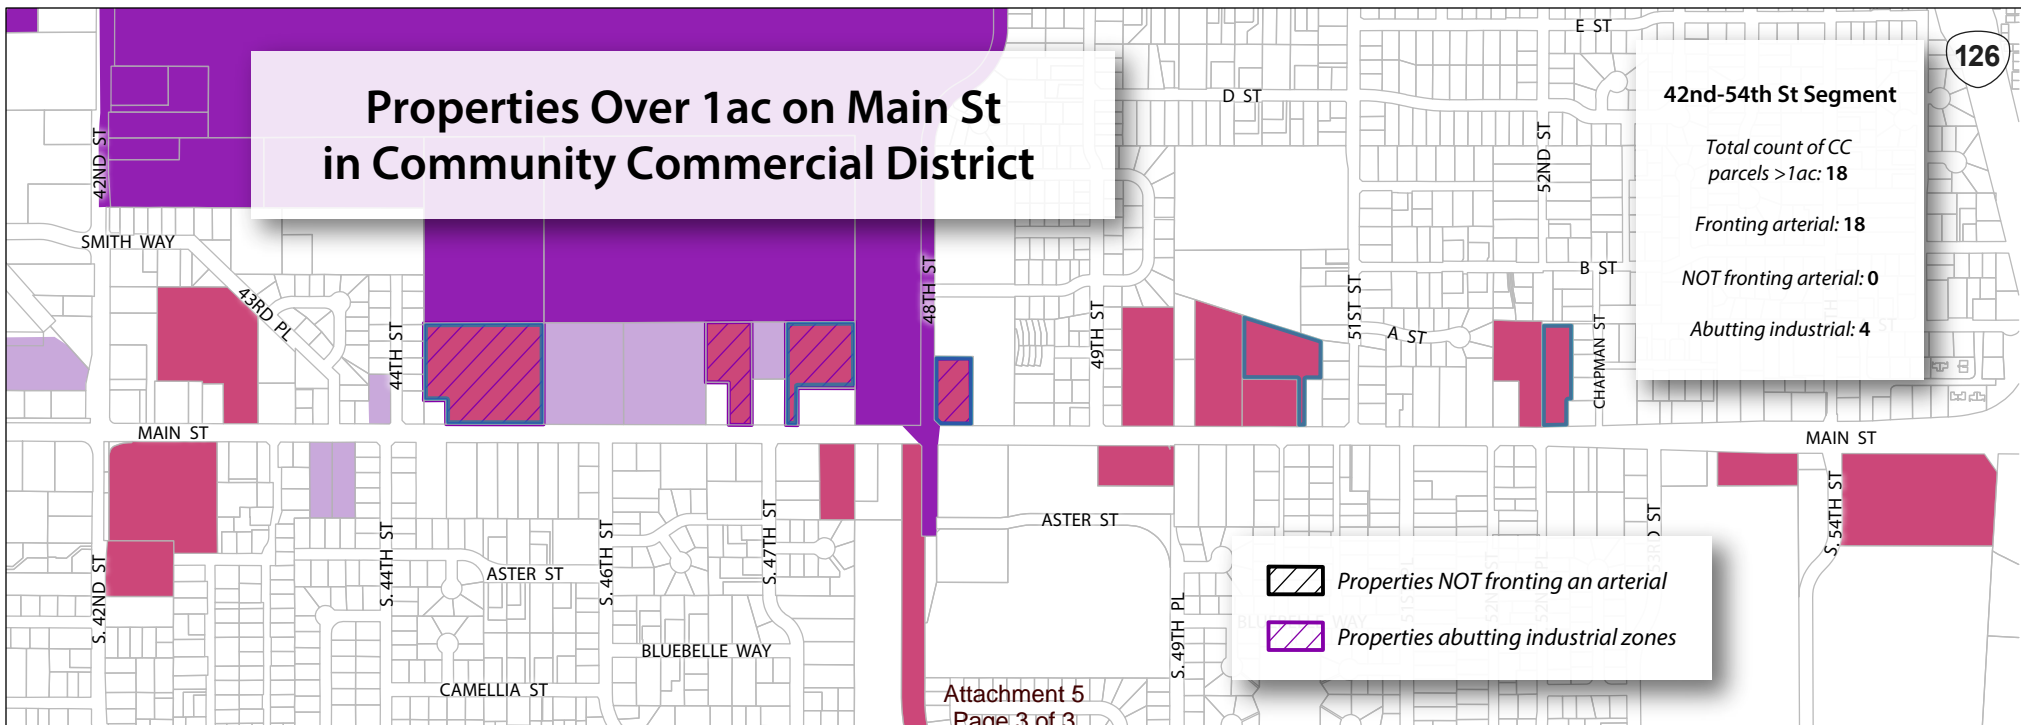 Properties Over 1ac on Main St
in Community Commercial District
126
42nd-54th St Segment
Total count of CC
parcels >1ac: 18
Fronting arterial: 18
NOT fronting arterial: 0
Abutting industrial: 4
E ST
D ST
42ND ST
52ND ST
SMITH WAY
43RD PL
44TH ST
48TH ST
49TH ST
51ST ST
A ST
B ST
CHAPMAN ST
MAIN ST
MAIN ST
S. 42ND ST
S. 44TH ST
ASTER ST
S. 46TH ST
S. 47TH ST
ASTER ST
BLUEBELLE WAY
CAMELLIA ST
S. 49TH PL
S. 54TH ST
Properties NOT fronting an arterial
Properties abutting industrial zones
Attachment 5
Page 3 of 3